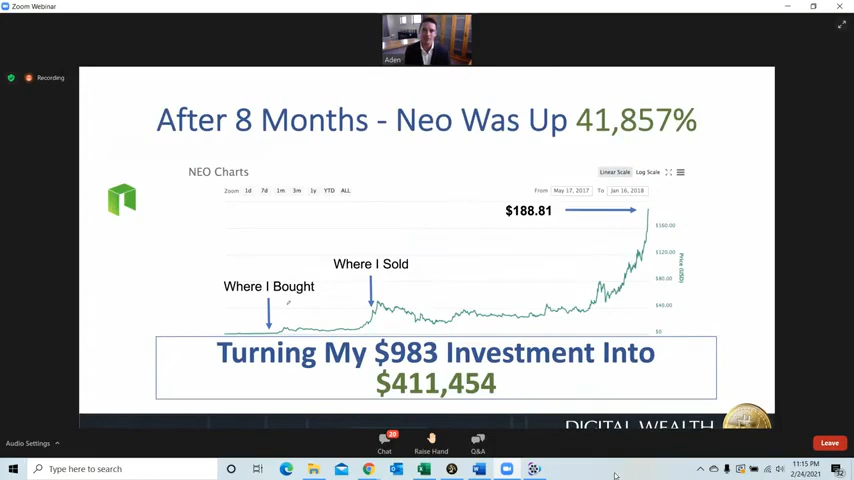 Zoom Webinar
Aden
Recording
After 8 Months - Neo Was Up 41,857%
NEO Charts
Linear Scale Log Scale
Zoom 1d 7d 1m 3m 1y YTD ALL
From May 17, 2017 To Jan 16, 2018
$188.81
$160.00
$120.00
$80.00
$40.00
$0
Price (USD)
Where I Sold
Where I Bought
Turning My $983 Investment Into
$411,454
DIGITAL WEALTH
Audio Settings
20
Chat
Raise Hand
Q&A
Leave
Type here to search
11:15 PM
2/24/2021